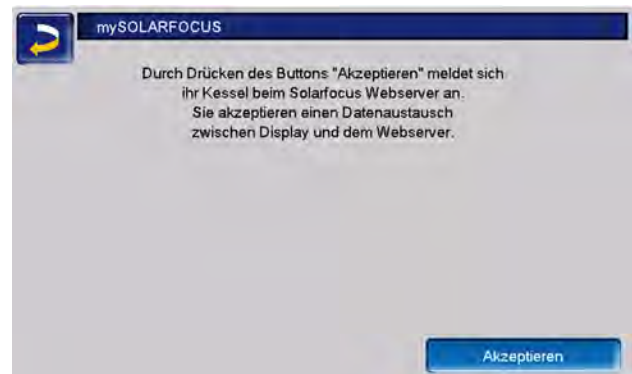 mySOLARFOCUS
Durch Drücken des Buttons "Akzeptieren" meldet sich
ihr Kessel beim Solarfocus Webserver an.
Sie akzeptieren einen Datenaustausch
zwischen Display und dem Webserver.
Akzeptieren